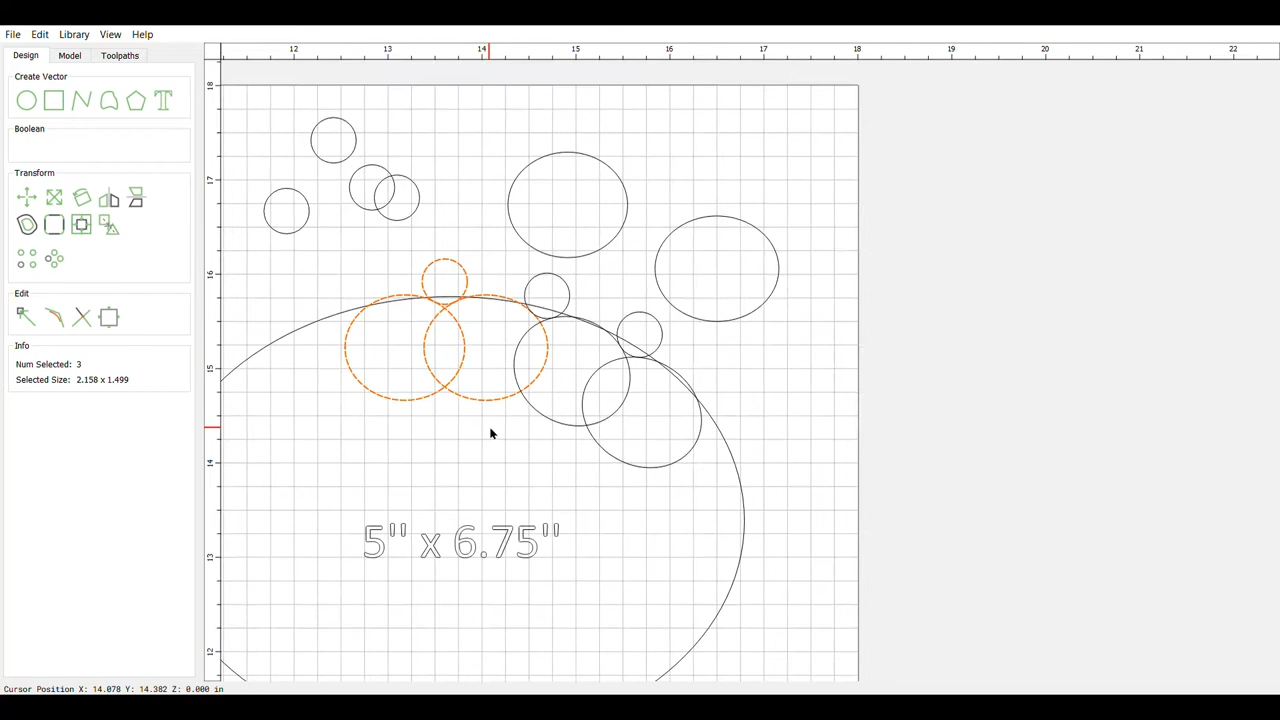 File Edit Library View Help
Design Model Toolpaths
Create Vector
Boolean
Transform
Edit
Info
Num Selected: 3
Selected Size: 2.158 x 1.499
12 13 14 15 16 17 18 19 20 21 22
18
17
16
15
14
13
12
5" x 6.75"
Cursor Position X: 14.078 Y: 14.382 Z: 0.000 in